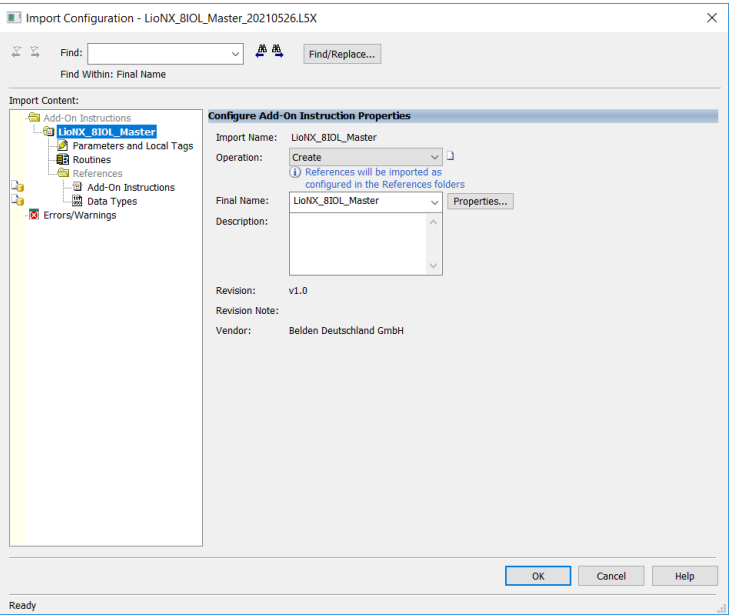 Import Configuration - LioNX_8IOL_Master_20210526.L5X
Find:
Find/Replace...
Find Within: Final Name
Import Content:
Add-On Instructions
LioNX_8IOL_Master
Parameters and Local Tags
Routines
References
Add-On Instructions
Data Types
Errors/Warnings
Configure Add-On Instruction Properties
Import Name: LioNX_8IOL_Master
Operation: Create
References will be imported as
configured in the References folders
Final Name: LioNX_8IOL_Master Properties...
Description:
Revision: v1.0
Revision Note:
Vendor: Belden Deutschland GmbH
OK Cancel Help
Ready